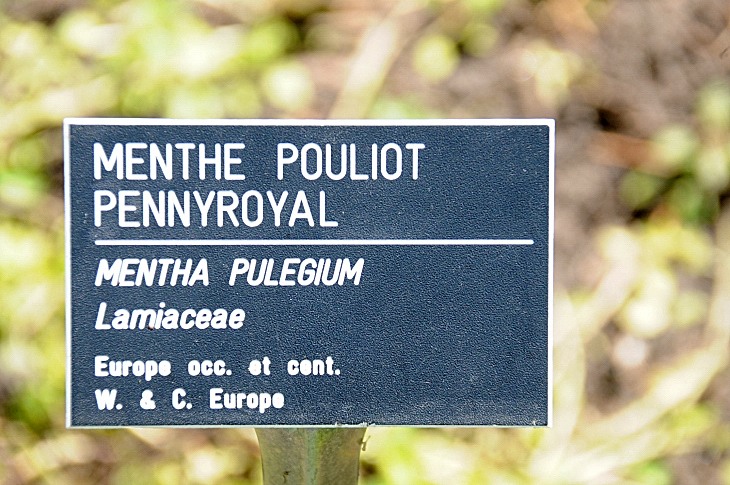 MENTHE POULIOT
PENNYROYAL
MENTHA PULEGIUM
Lamiaceae
Europe occ. et cent.
W. & C. Europe